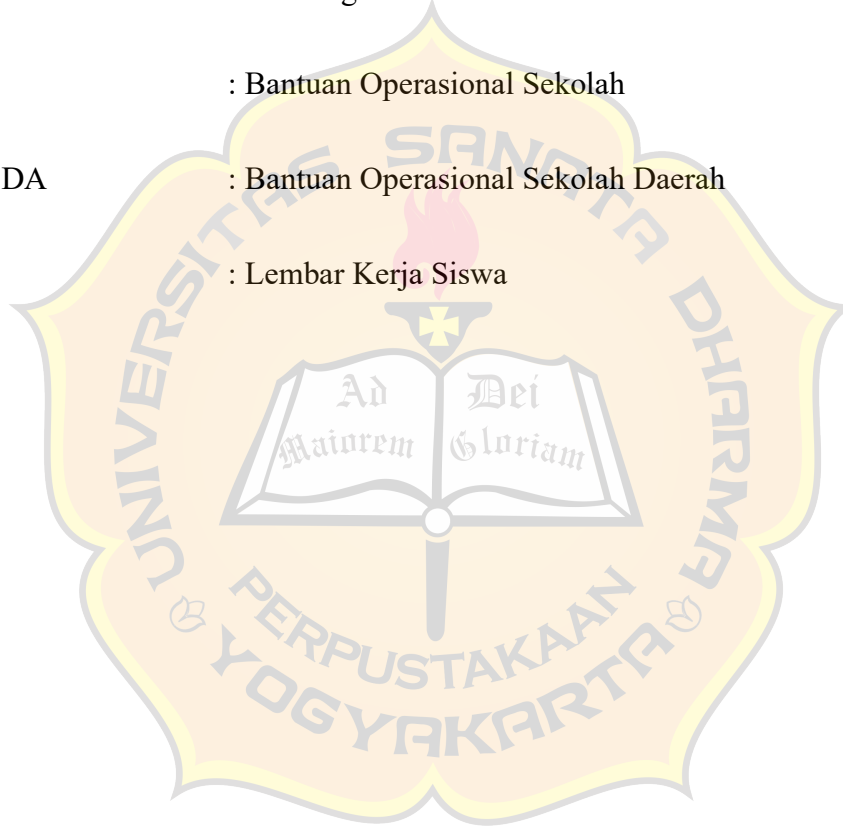 : Bantuan Operasional Sekolah
DA : Bantuan Operasional Sekolah Daerah
: Lembar Kerja Siswa
UNIVERSITAS SANATA DHARMA
Ad Dei
Maiorem Gloriam
PERPUSTAKAAN
YOGYAKARTA